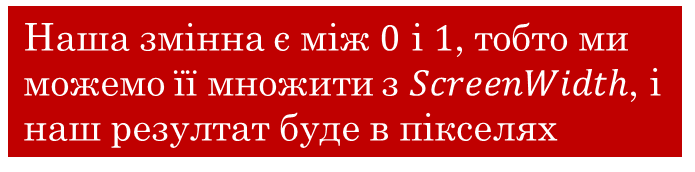 Наша змінна є між 0 і 1, тобто ми
можемо її множити з ScreenWidth, і
наш резултат буде в пікселях